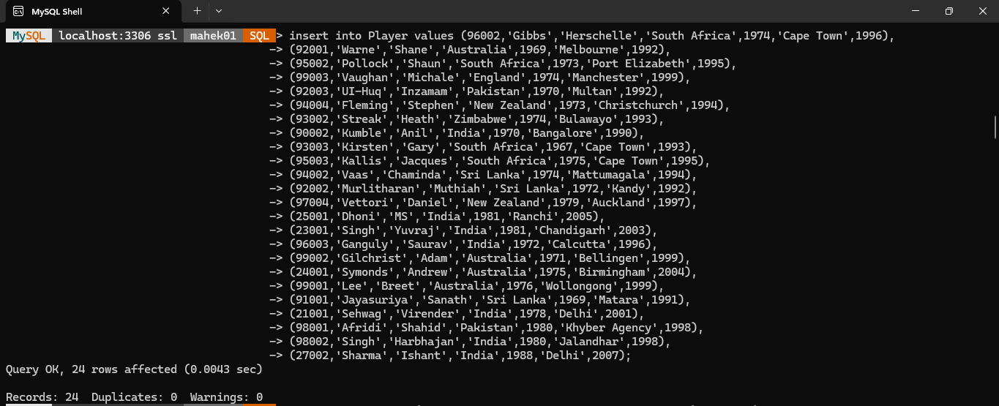 MySQL Shell
MySQL localhost:3306 ssl mahek01 SQL > insert into Player values (96002,'Gibbs','Herschelle','South Africa',1974,'Cape Town',1996),
-> (92001,'Warne','Shane','Australia',1969,'Melbourne',1992),
-> (95002,'Pollock','Shaun','South Africa',1973,'Port Elizabeth',1995),
-> (99003,'Vaughan','Michale','England',1974,'Manchester',1999),
-> (92003,'UI-Huq','Inzamam','Pakistan',1970,'Multan',1992),
-> (94004,'Fleming','Stephen','New Zealand',1973,'Christchurch',1994),
-> (93002,'Streak','Heath','Zimbabwe',1974,'Bulawayo',1993),
-> (90002,'Kumble','Anil','India',1970,'Bangalore',1990),
-> (93003,'Kirsten','Gary','South Africa',1967,'Cape Town',1993),
-> (95003,'Kallis','Jacques','South Africa',1975,'Cape Town',1995),
-> (94002,'Vaas','Chaminda','Sri Lanka',1974,'Mattumagala',1994),
-> (92002,'Murlitharan','Muthiah','Sri Lanka',1972,'Kandy',1992),
-> (97004,'Vettori','Daniel','New Zealand',1979,'Auckland',1997),
-> (25001,'Dhoni','MS','India',1981,'Ranchi',2005),
-> (23001,'Singh','Yuvraj','India',1981,'Chandigarh',2003),
-> (96003,'Ganguly','Saurav','India',1972,'Calcutta',1996),
-> (99002,'Gilchrist','Adam','Australia',1971,'Bellingen',1999),
-> (24001,'Symonds','Andrew','Australia',1975,'Birmingham',2004),
-> (99001,'Lee','Breet','Australia',1976,'Wollongong',1999),
-> (91001,'Jayasuriya','Sanath','Sri Lanka',1969,'Matara',1991),
-> (21001,'Sehwag','Virender','India',1978,'Delhi',2001),
-> (98001,'Afridi','Shahid','Pakistan',1980,'Khyber Agency',1998),
-> (98002,'Singh','Harbhajan','India',1980,'Jalandhar',1998),
-> (27002,'Sharma','Ishant','India',1988,'Delhi',2007);
Query OK, 24 rows affected (0.0043 sec)
Records: 24  Duplicates: 0  Warnings: 0